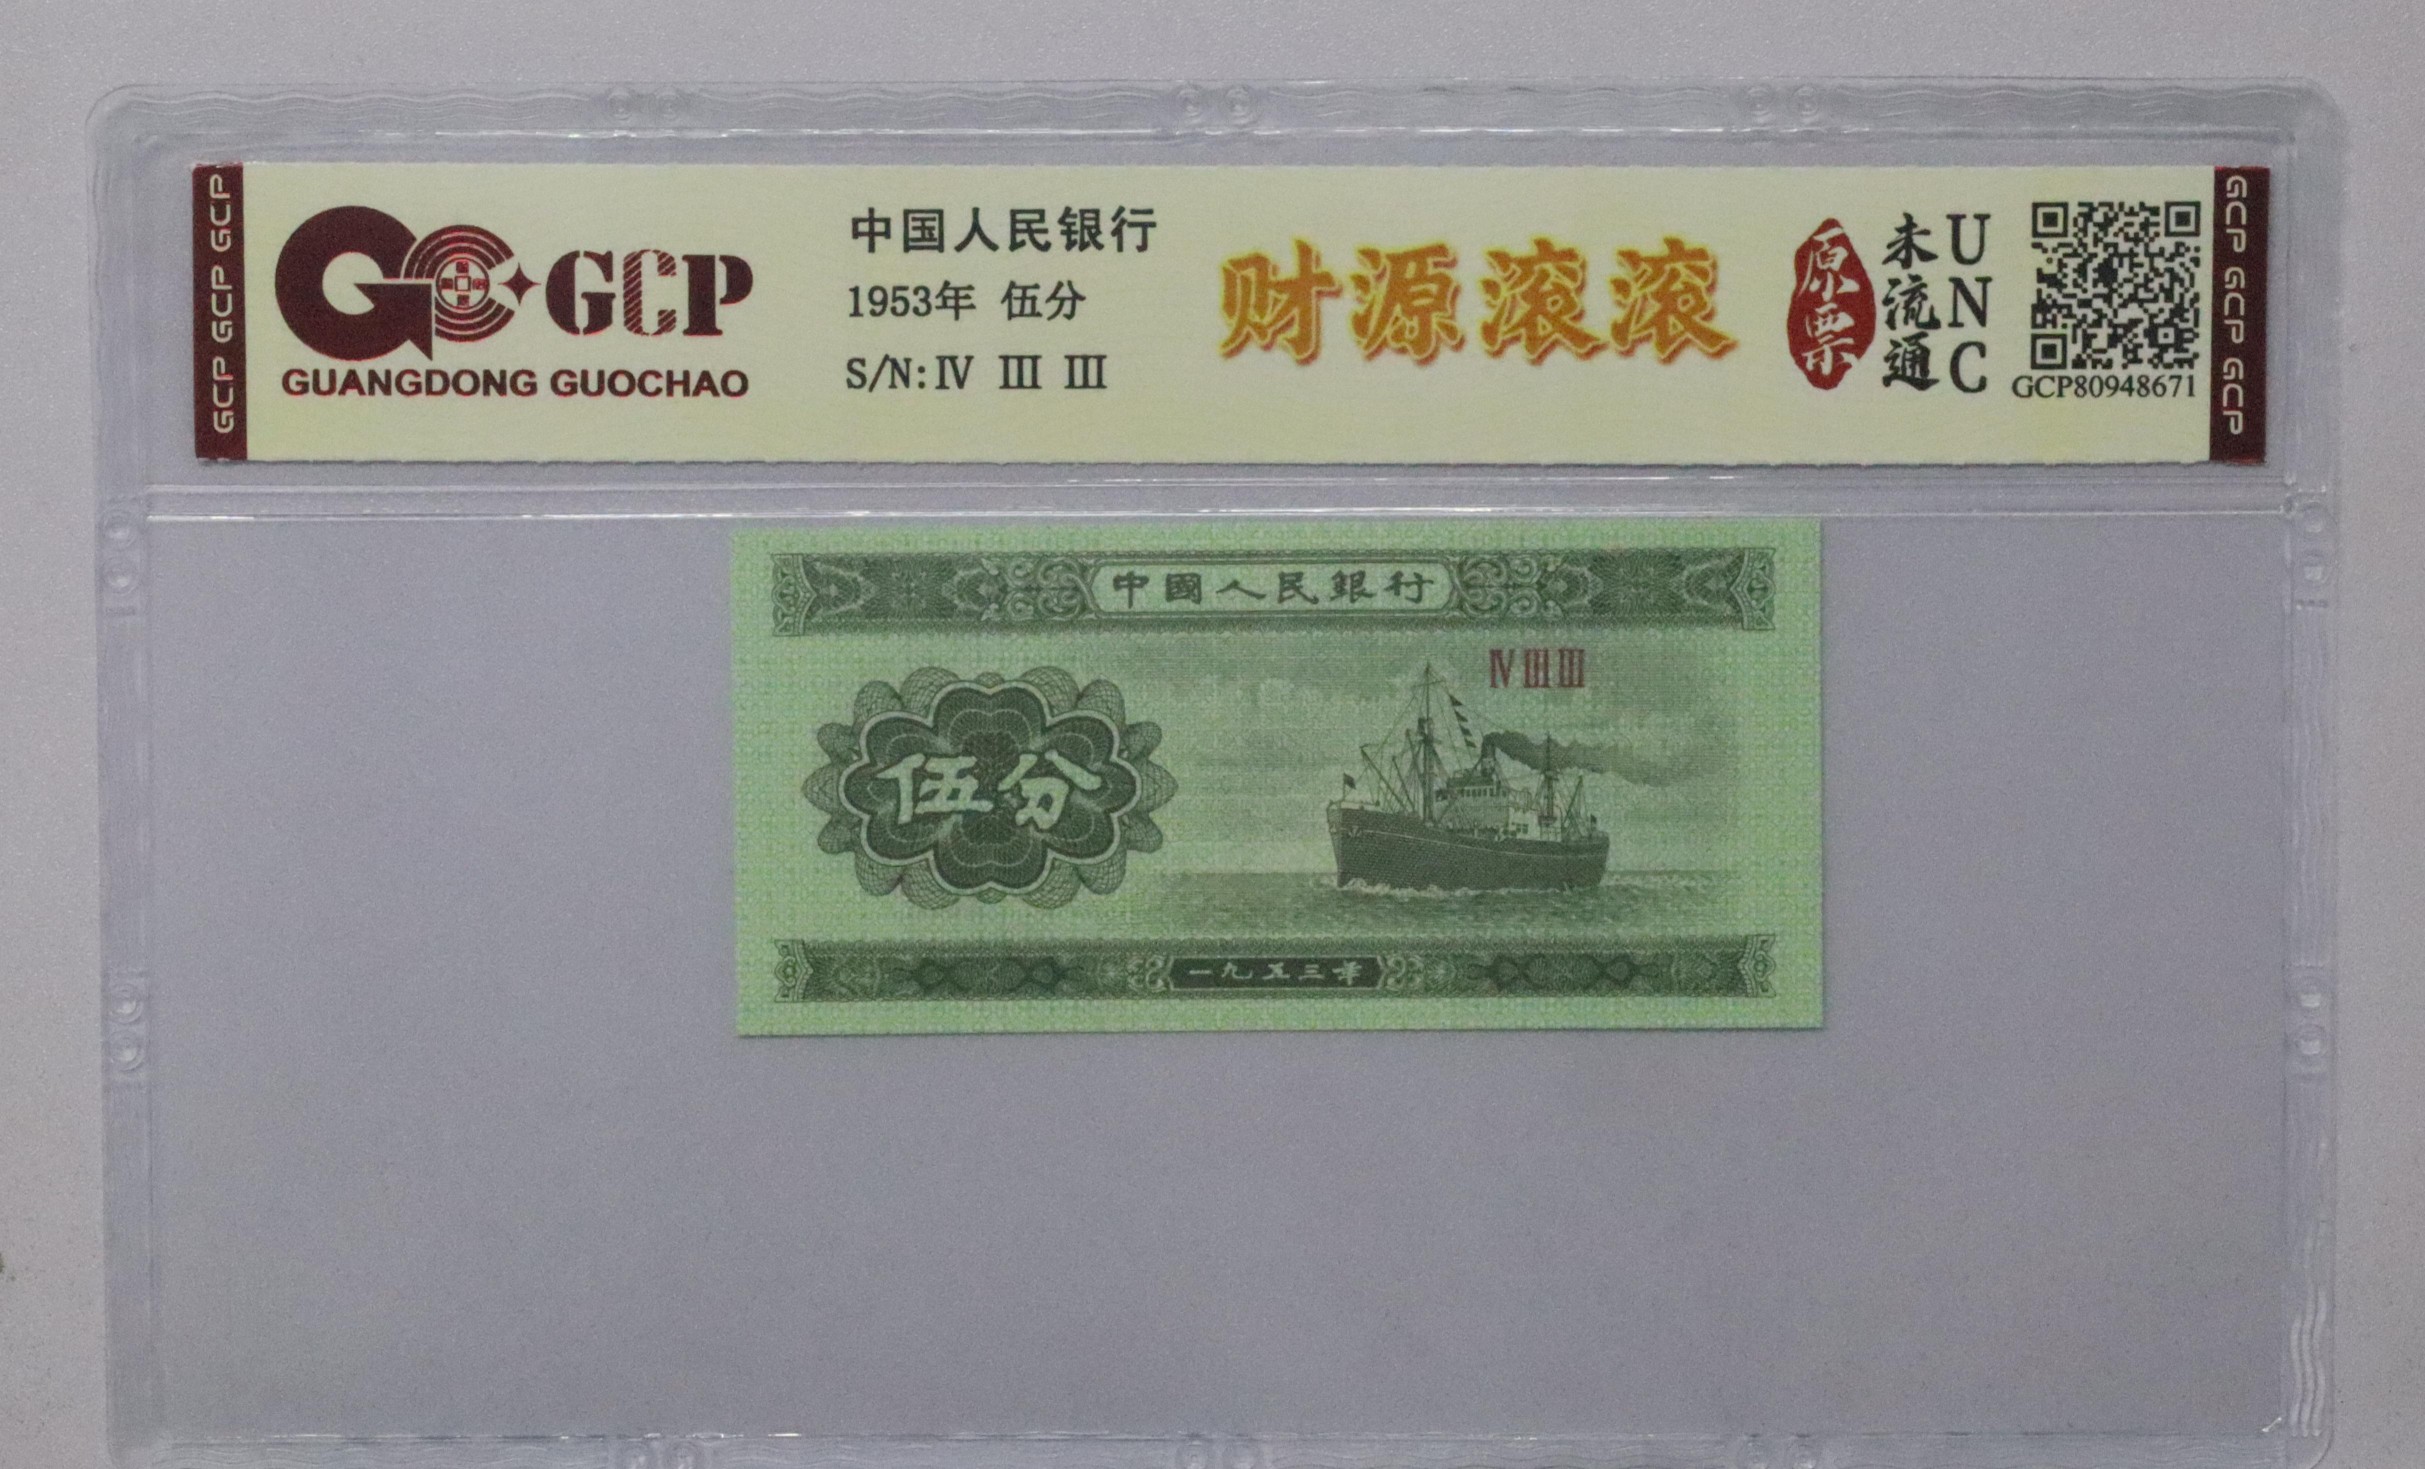 GCP GCP GCP
GCP
GUANGDONG GUOCHAO
中国人民银行
1953年 伍分
S/N: Ⅳ Ⅲ Ⅲ
财源滚滚
原票
未流通
UNC
GCP80948671
GCP GCP GCP
中國人民銀行
Ⅳ Ⅲ Ⅲ
伍分
一九五三年